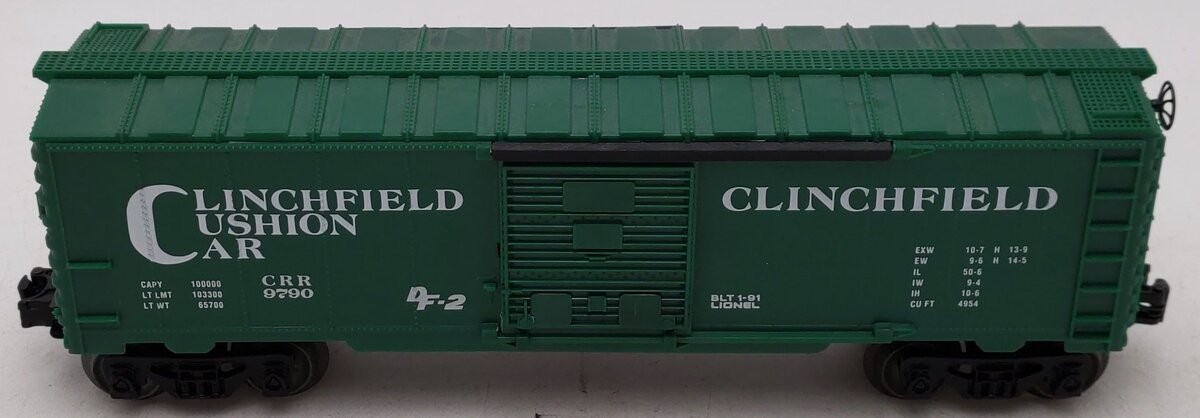 CLINCHFIELD
CUSHION
CAR
CAPY 100000
LT LMT 103300
LT WT 65700
CRR
9790
DF-2
CLINCHFIELD
BLT 1-91
LIONEL
EXW 10-7 H 13-9
EW 9-6 H 14-5
IL 50-6
IW 9-4
IH 10-6
CU FT 4954